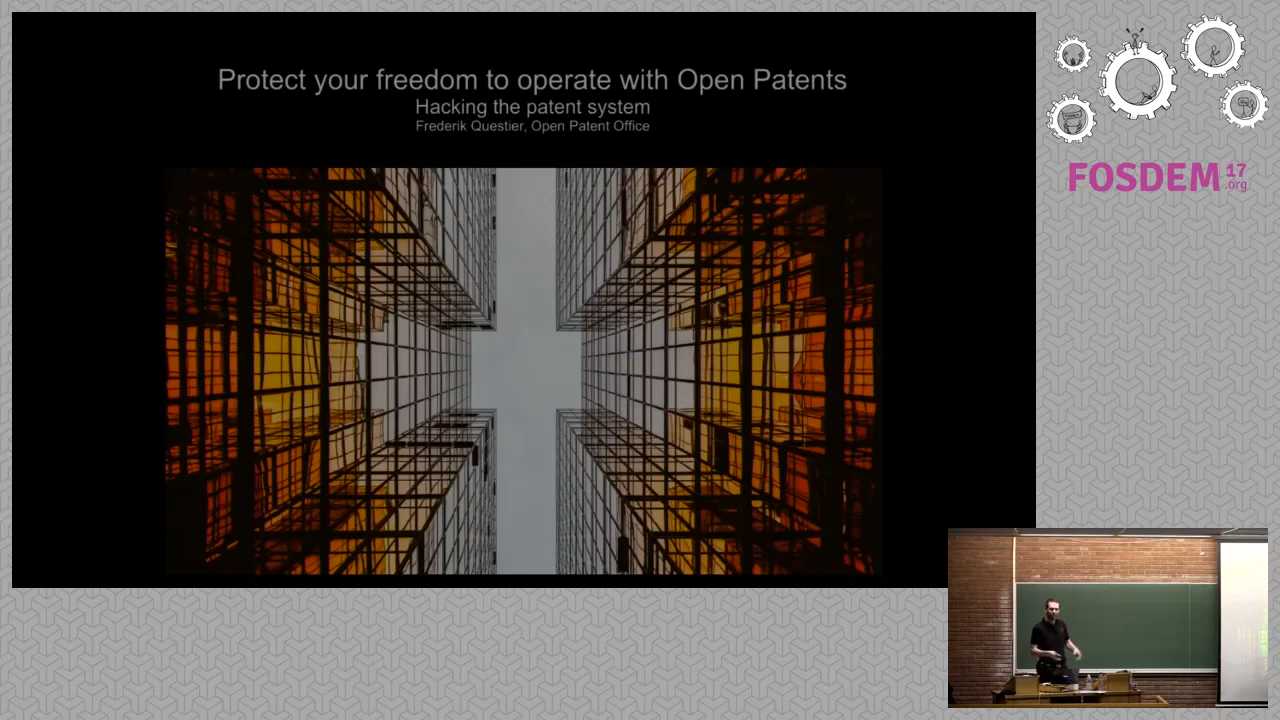 Protect your freedom to operate with Open Patents
Hacking the patent system
Frederik Questier, Open Patent Office
FOSDEM 17
.org